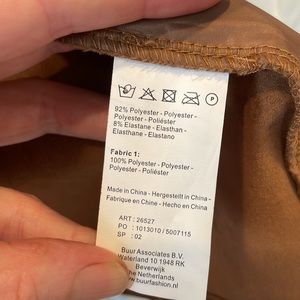 92% Polyester - Polyester -
Polyester - Poliéster
8% Elastane - Elasthan -
Elasthane - Elastano
Fabric 1:
100% Polyester - Polyester -
Polyester - Poliéster
Made in China - Hergestellt in China -
Fabriqué en Chine - Hecho en China
ART : 26527
PO : 1013010 / 5007115
SP : 02
Buur Associates B.V.
Waterland 10 1948 RK
Beverwijk
The Netherlands
www.buurfashion.nl